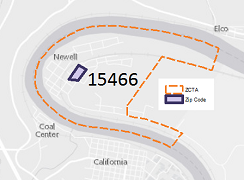 Elco
Newell
15466
ZCTA
Zip Code
Coal
Center
California